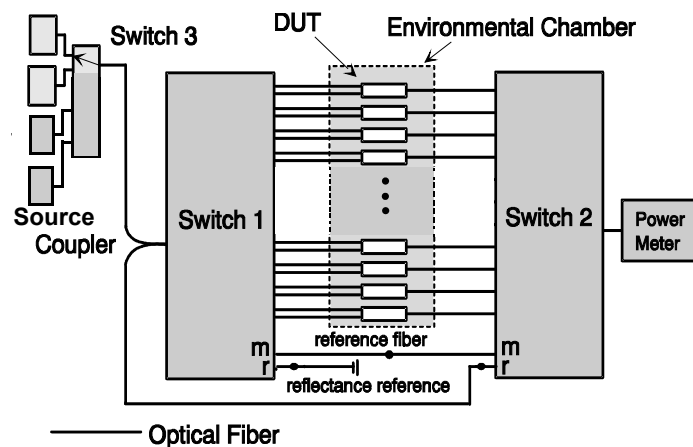 Switch 3
DUT
Environmental Chamber
Source
Coupler
Switch 1
Switch 2
Power
Meter
m
reference fiber
m
r
reflectance reference
r
Optical Fiber